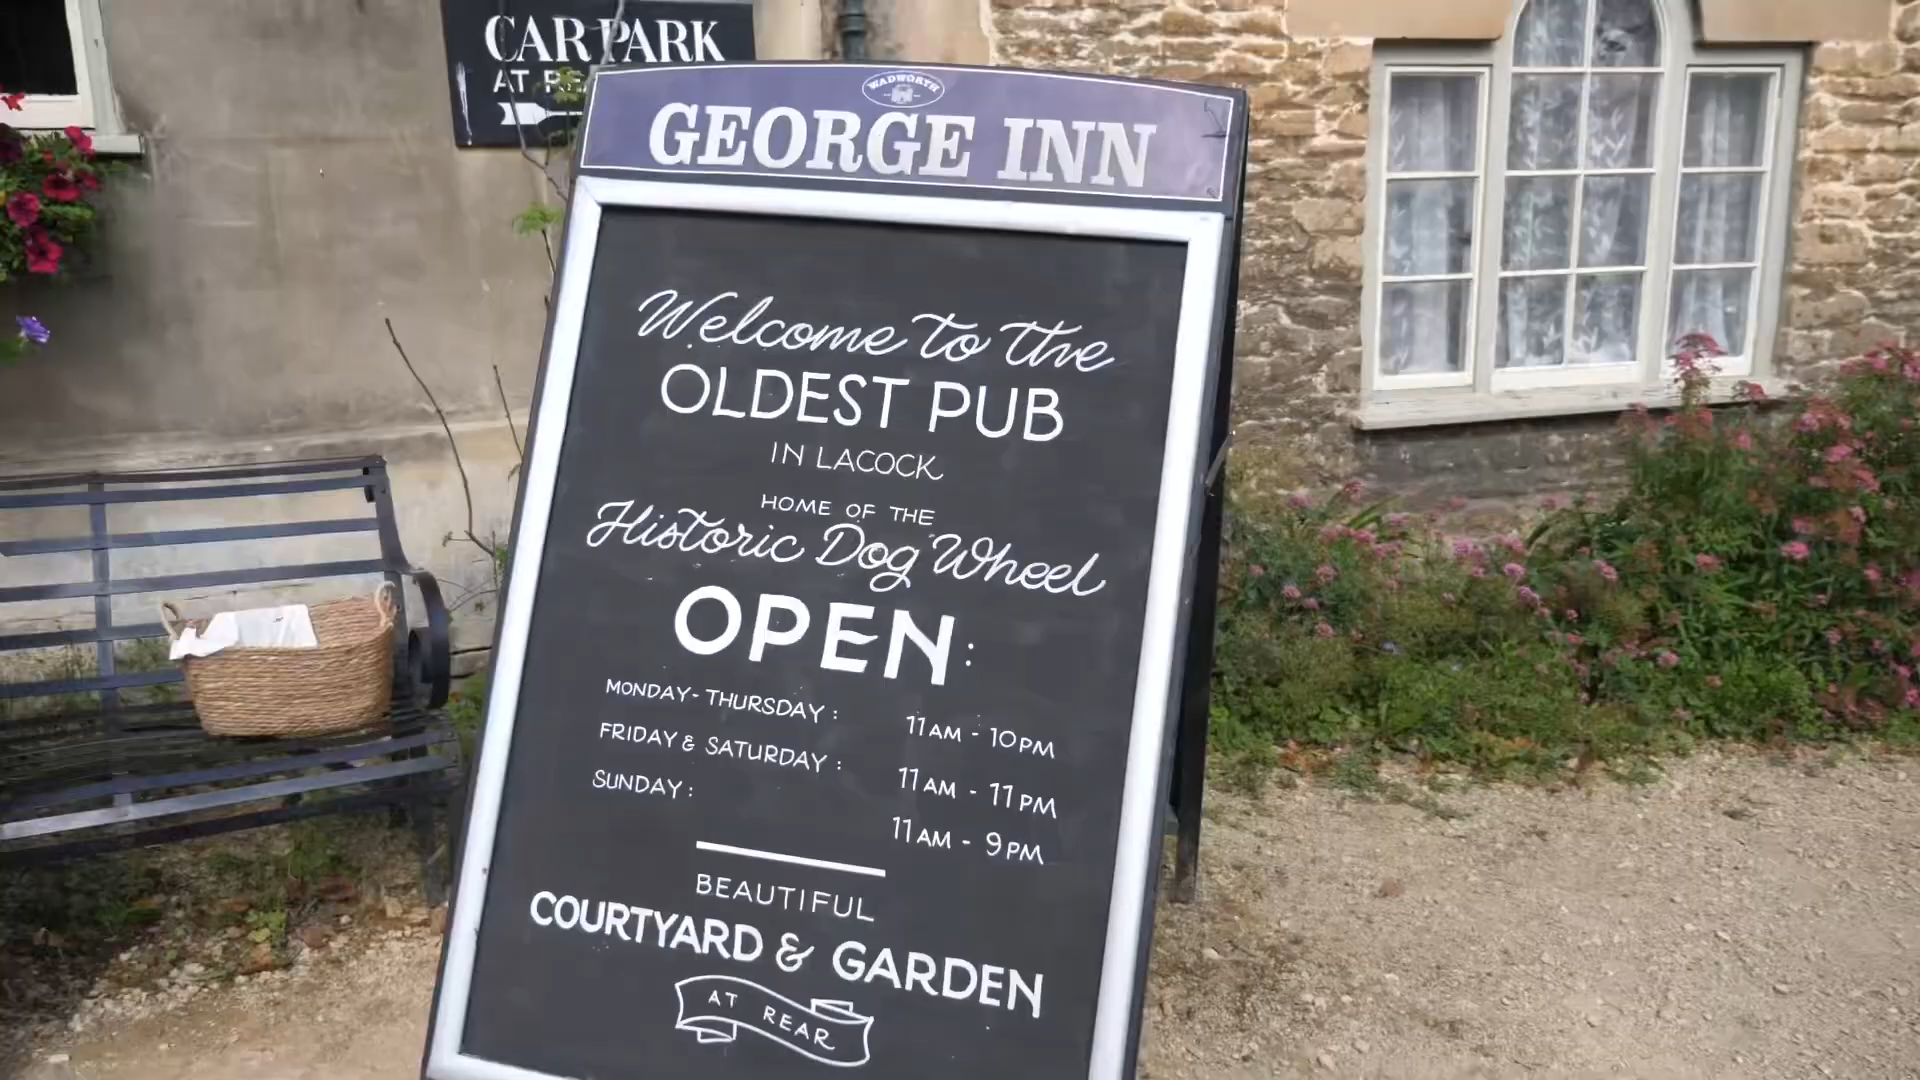 CAR PARK
AT REA
WADWORTH
GEORGE INN
Welcome to the
OLDEST PUB
IN LACOCK
HOME OF THE
Historic Dog Wheel
OPEN:
MONDAY - THURSDAY : 11AM - 10PM
FRIDAY & SATURDAY : 11AM - 11PM
SUNDAY : 11AM - 9PM
BEAUTIFUL
COURTYARD & GARDEN
AT REAR